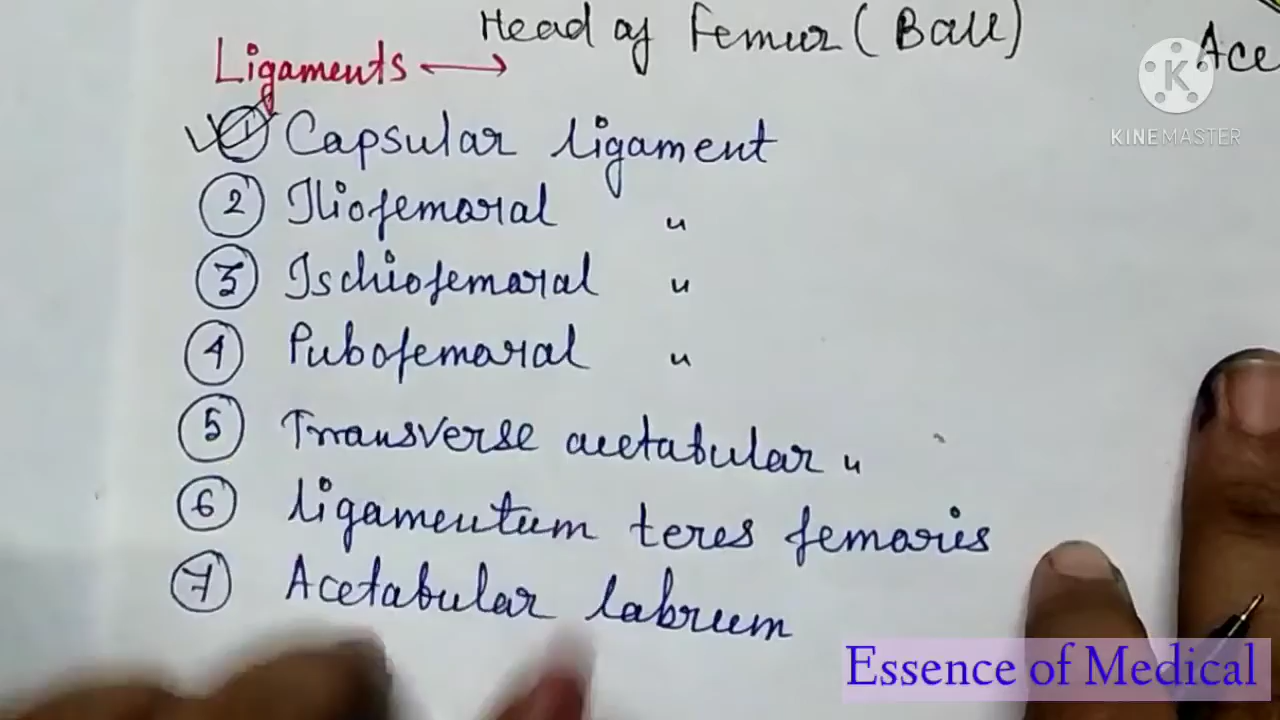 Head of Femur (Ball)
Ace
Ligaments →
K
KINEMASTER
① Capsular ligament
② Iliofemoral "
③ Ischiofemoral "
④ Pubofemoral "
⑤ Transverse acetabular "
⑥ ligamentum teres femoris
⑦ Acetabular labrum
Essence of Medical